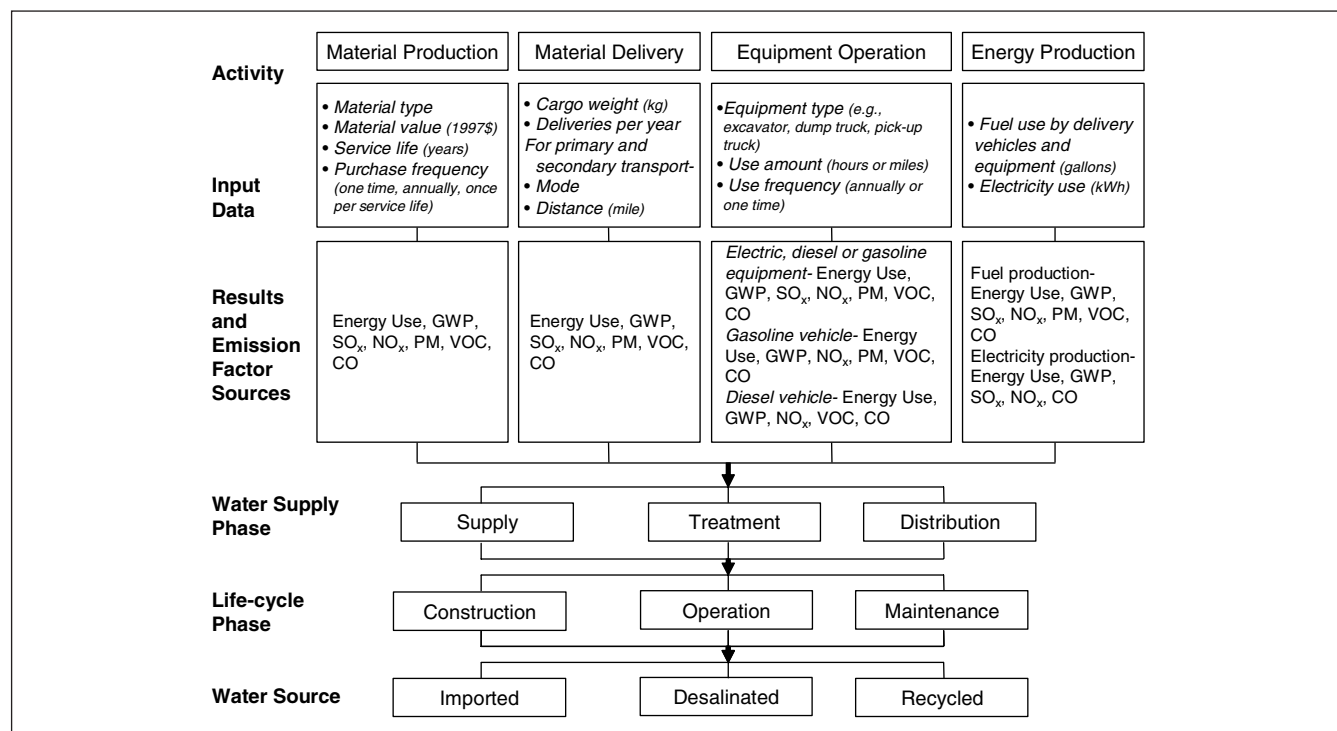 Activity
Material Production
Material Delivery
Equipment Operation
Energy Production
Input
Data
• Material type
• Material value (1997$)
• Service life (years)
• Purchase frequency
(one time, annually, once
per service life)
• Cargo weight (kg)
• Deliveries per year
For primary and
secondary transport-
• Mode
• Distance (mile)
•Equipment type (e.g.,
excavator, dump truck, pick-up
truck)
• Use amount (hours or miles)
• Use frequency (annually or
one time)
• Fuel use by delivery
vehicles and
equipment (gallons)
• Electricity use (kWh)
Results
and
Emission
Factor
Sources
Energy Use, GWP,
SOx, NOx, PM, VOC,
CO
Energy Use, GWP,
SOx, NOx, PM, VOC,
CO
Electric, diesel or gasoline
equipment- Energy Use,
GWP, SOx, NOx, PM, VOC,
CO
Gasoline vehicle- Energy
Use, GWP, NOx, PM, VOC,
CO
Diesel vehicle- Energy Use,
GWP, NOx, VOC, CO
Fuel production-
Energy Use, GWP,
SOx, NOx, PM, VOC,
CO
Electricity production-
Energy Use, GWP,
SOx, NOx, CO
Water Supply
Phase
Supply
Treatment
Distribution
Life-cycle
Phase
Construction
Operation
Maintenance
Water Source
Imported
Desalinated
Recycled